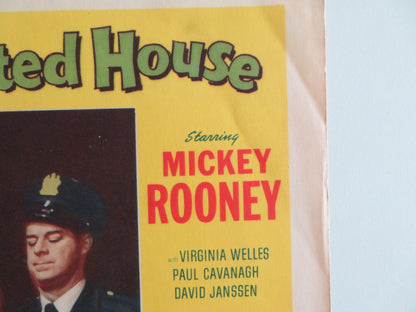 ted House
Starring
MICKEY
ROONEY
with VIRGINIA WELLES
PAUL CAVANAGH
DAVID JANSSEN